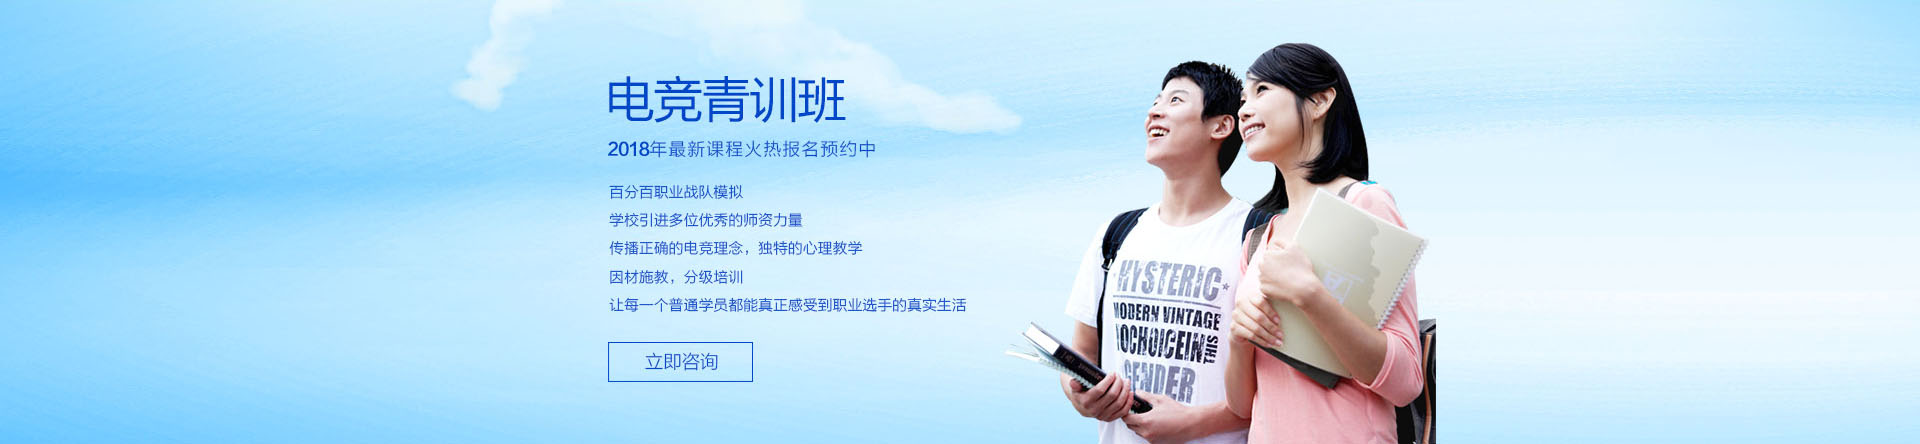 电竞青训班
2018年最新课程火热报名预约中
百分百职业战队模拟
学校引进多位优秀的师资力量
传播正确的电竞理念，独特的心理教学
因材施教，分级培训
让每一个普通学员都能真正感受到职业选手的真实生活
立即咨询
HYSTERIC
MODERN VINTAGE
NOCHOICEIN
THIS
GENDER